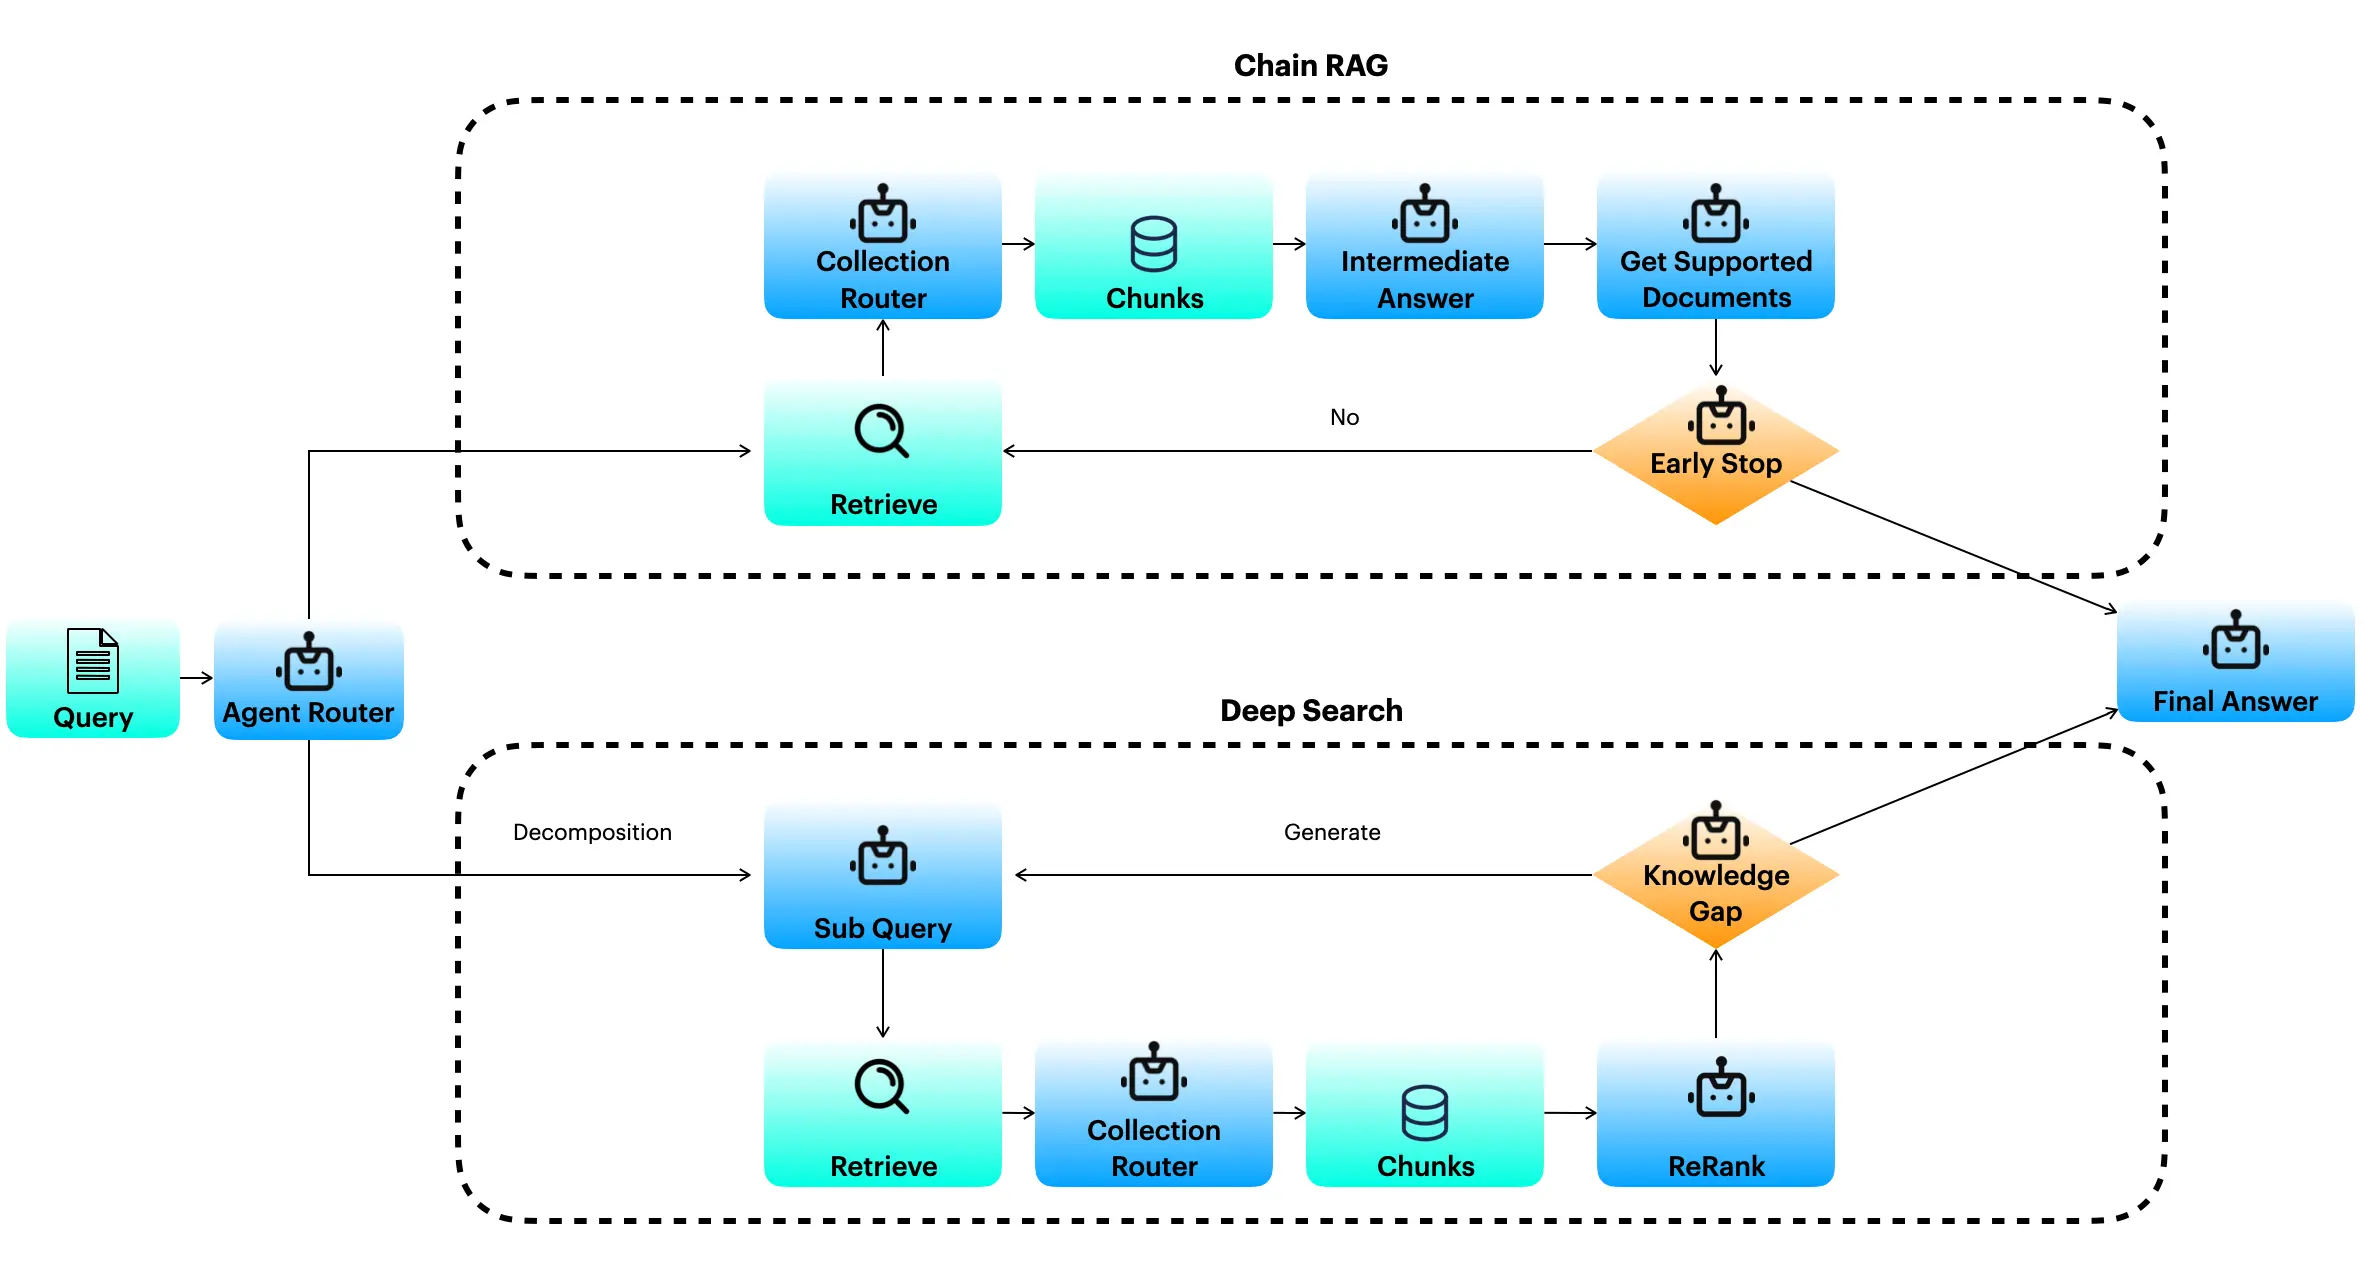 Chain RAG
Collection
Router
Chunks
Intermediate
Answer
Get Supported
Documents
No
Retrieve
Early Stop
Query
Agent Router
Final Answer
Deep Search
Decomposition
Generate
Sub Query
Knowledge
Gap
Retrieve
Collection
Router
Chunks
ReRank